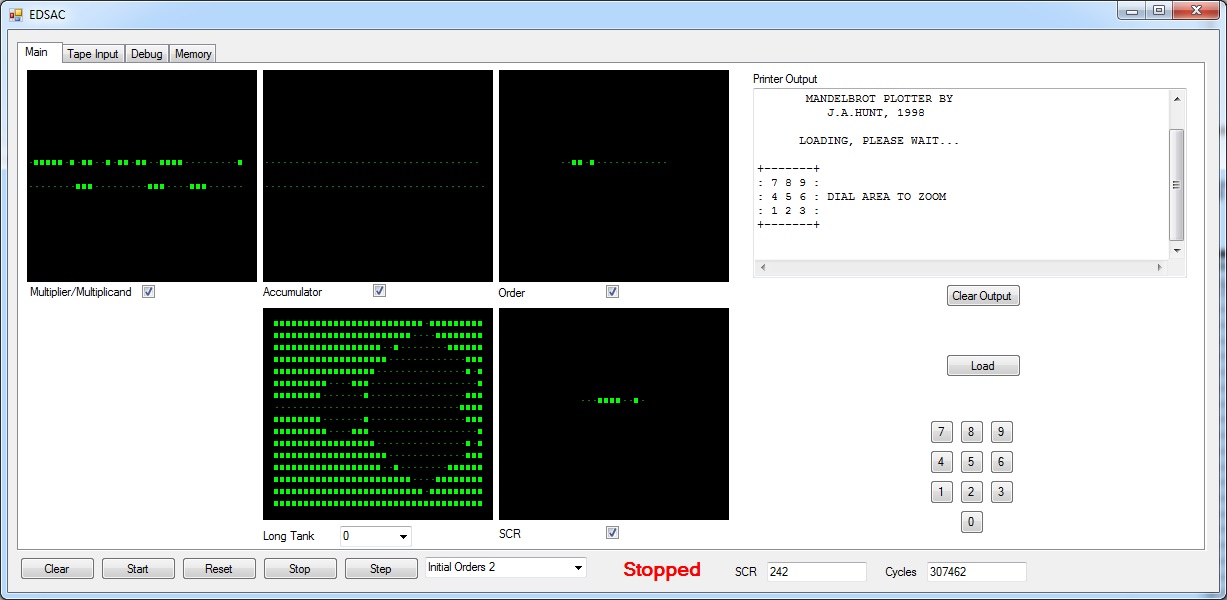 EDSAC
Main Tape Input Debug Memory
Printer Output
MANDELBROT PLOTTER BY
J.A.HUNT, 1998
LOADING, PLEASE WAIT...
+-------+
: 7 8 9 :
: 4 5 6 : DIAL AREA TO ZOOM
: 1 2 3 :
+-------+
Multiplier/Multiplicand Accumulator Order
Clear Output
Load
7 8 9
4 5 6
1 2 3
0
Long Tank 0 SCR
Clear Start Reset Stop Step Initial Orders 2 Stopped SCR 242 Cycles 307462